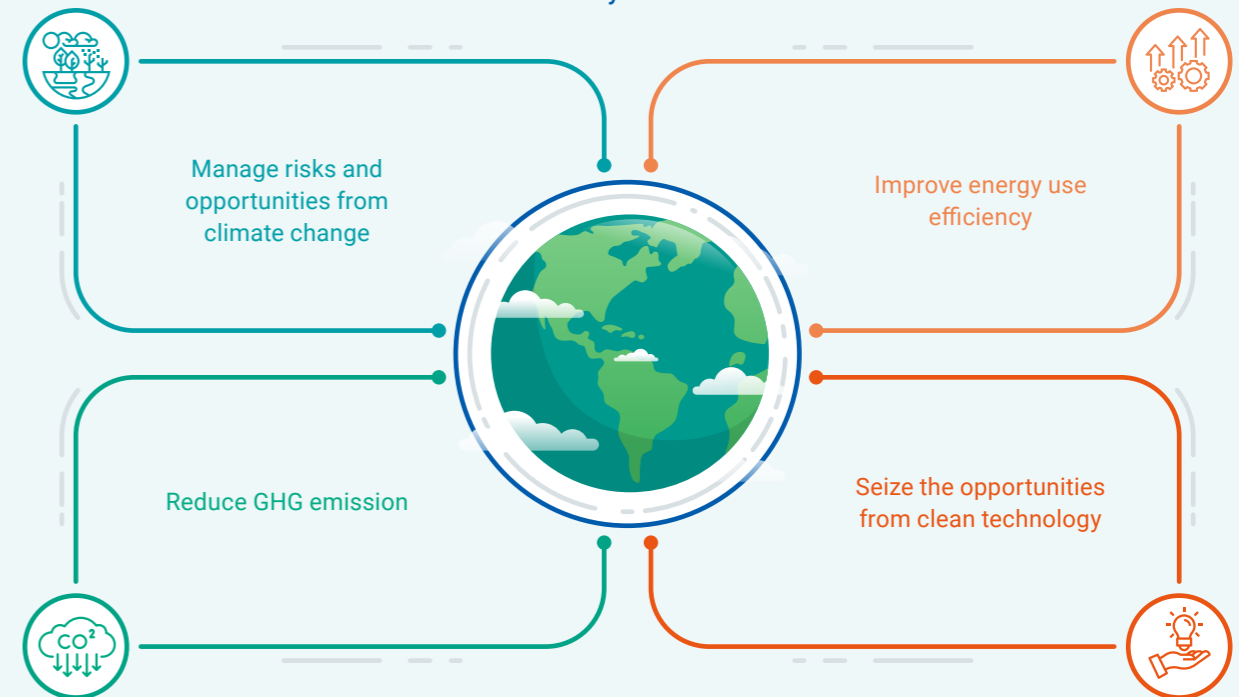 Manage risks and
opportunities from
climate change
Improve energy use
efficiency
Reduce GHG emission
Seize the opportunities
from clean technology
CO²